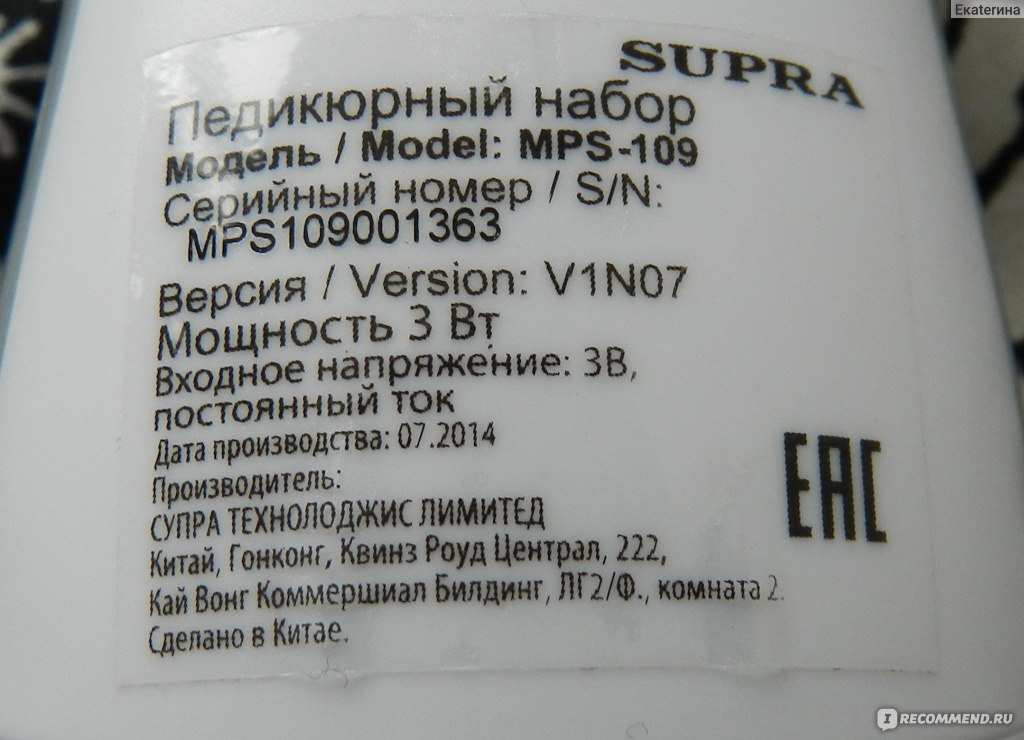 Екатерина
SUPRA
Педикюрный набор
Модель / Model: MPS-109
Серийный номер / S/N:
MPS109001363
Версия / Version: V1N07
Мощность 3 Вт
Входное напряжение: 3В,
постоянный ток
Дата производства: 07.2014
Производитель:
СУПРА ТЕХНОЛОДЖИС ЛИМИТЕД
Китай, Гонконг, Квинз Роуд Централ, 222,
Кай Вонг Коммершиал Билдинг, ЛГ2/Ф., комната 2.
Сделано в Китае.
EAC
IRECOMMEND.RU